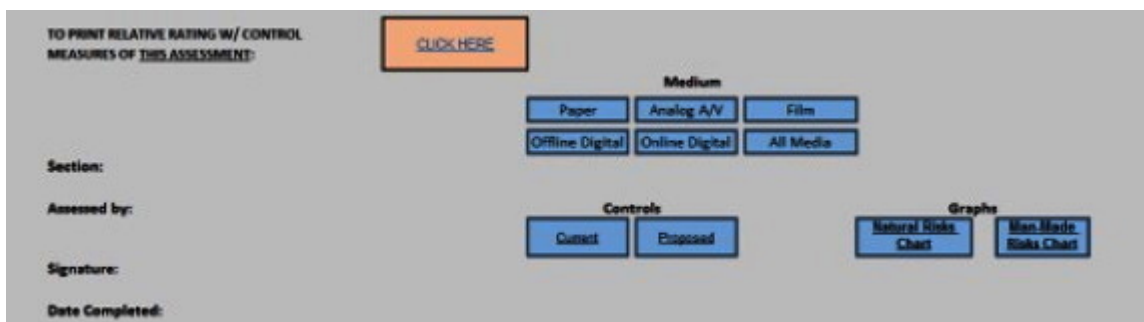 TO PRINT RELATIVE RATING W/ CONTROL
MEASURES OF THIS ASSESSMENT:
CLICK HERE
Medium
Paper
Analog A/V
Film
Offline Digital
Online Digital
All Media
Section:
Assessed by:
Controls
Graphs
Current
Proposed
Natural Risks
Chart
Man-Made
Risks Chart
Signature:
Date Completed: